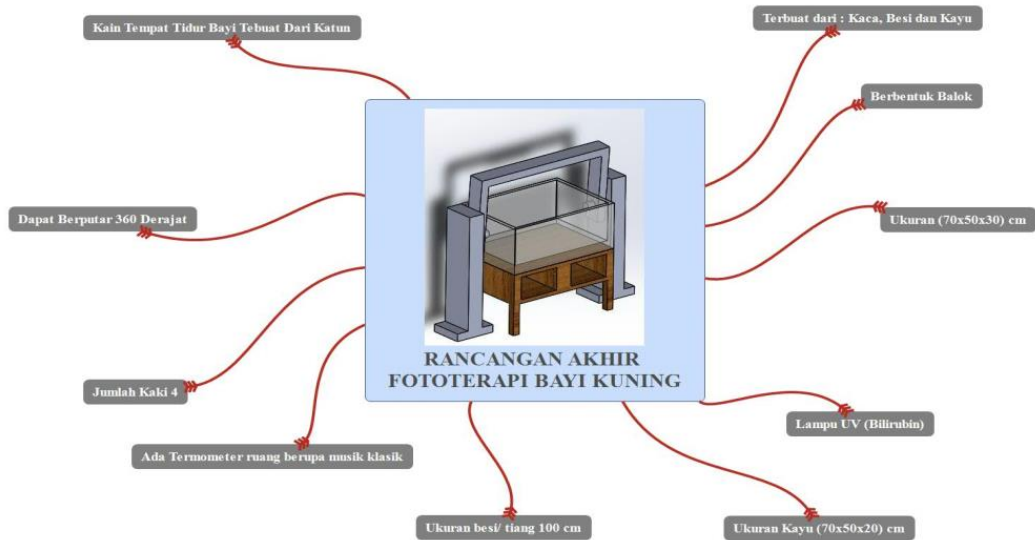 Kain Tempat Tidur Bayi Tebuat Dari Katun
Terbuat dari : Kaca, Besi dan Kayu
Berbentuk Balok
Dapat Berputar 360 Derajat
Ukuran (70x50x30) cm
RANCANGAN AKHIR
FOTOTERAPI BAYI KUNING
Jumlah Kaki 4
Lampu UV (Bilirubin)
Ada Termometer ruang berupa musik klasik
Ukuran besi/ tiang 100 cm
Ukuran Kayu (70x50x20) cm